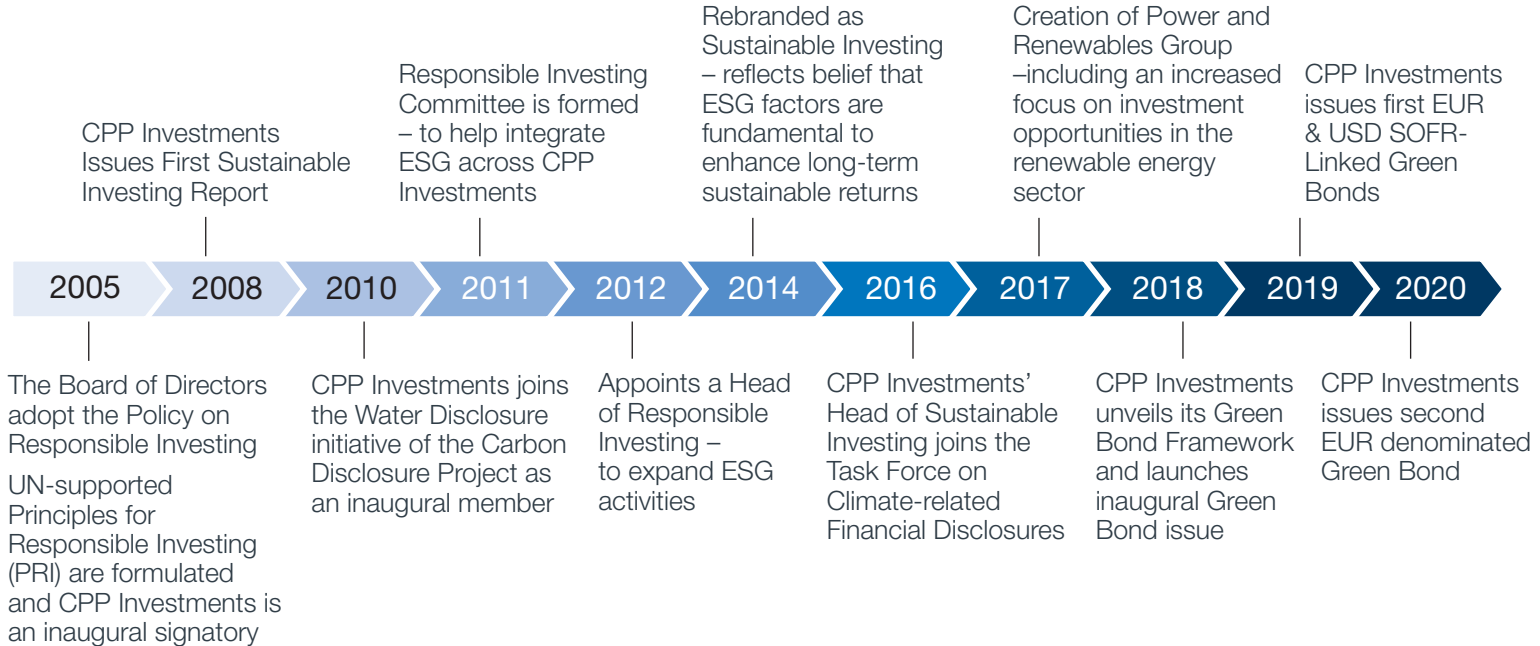 CPP Investments
Issues First Sustainable
Investing Report
Responsible Investing
Committee is formed
– to help integrate
ESG across CPP
Investments
Rebranded as
Sustainable Investing
– reflects belief that
ESG factors are
fundamental to
enhance long-term
sustainable returns
Creation of Power and
Renewables Group
–including an increased
focus on investment
opportunities in the
renewable energy
sector
CPP Investments
issues first EUR
& USD SOFR-
Linked Green
Bonds
2005
2008
2010
2011
2012
2014
2016
2017
2018
2019
2020
The Board of Directors
adopt the Policy on
Responsible Investing
UN-supported
Principles for
Responsible Investing
(PRI) are formulated
and CPP Investments is
an inaugural signatory
CPP Investments joins
the Water Disclosure
initiative of the Carbon
Disclosure Project as
an inaugural member
Appoints a Head
of Responsible
Investing –
to expand ESG
activities
CPP Investments’
Head of Sustainable
Investing joins the
Task Force on
Climate-related
Financial Disclosures
CPP Investments
unveils its Green
Bond Framework
and launches
inaugural Green
Bond issue
CPP Investments
issues second
EUR denominated
Green Bond